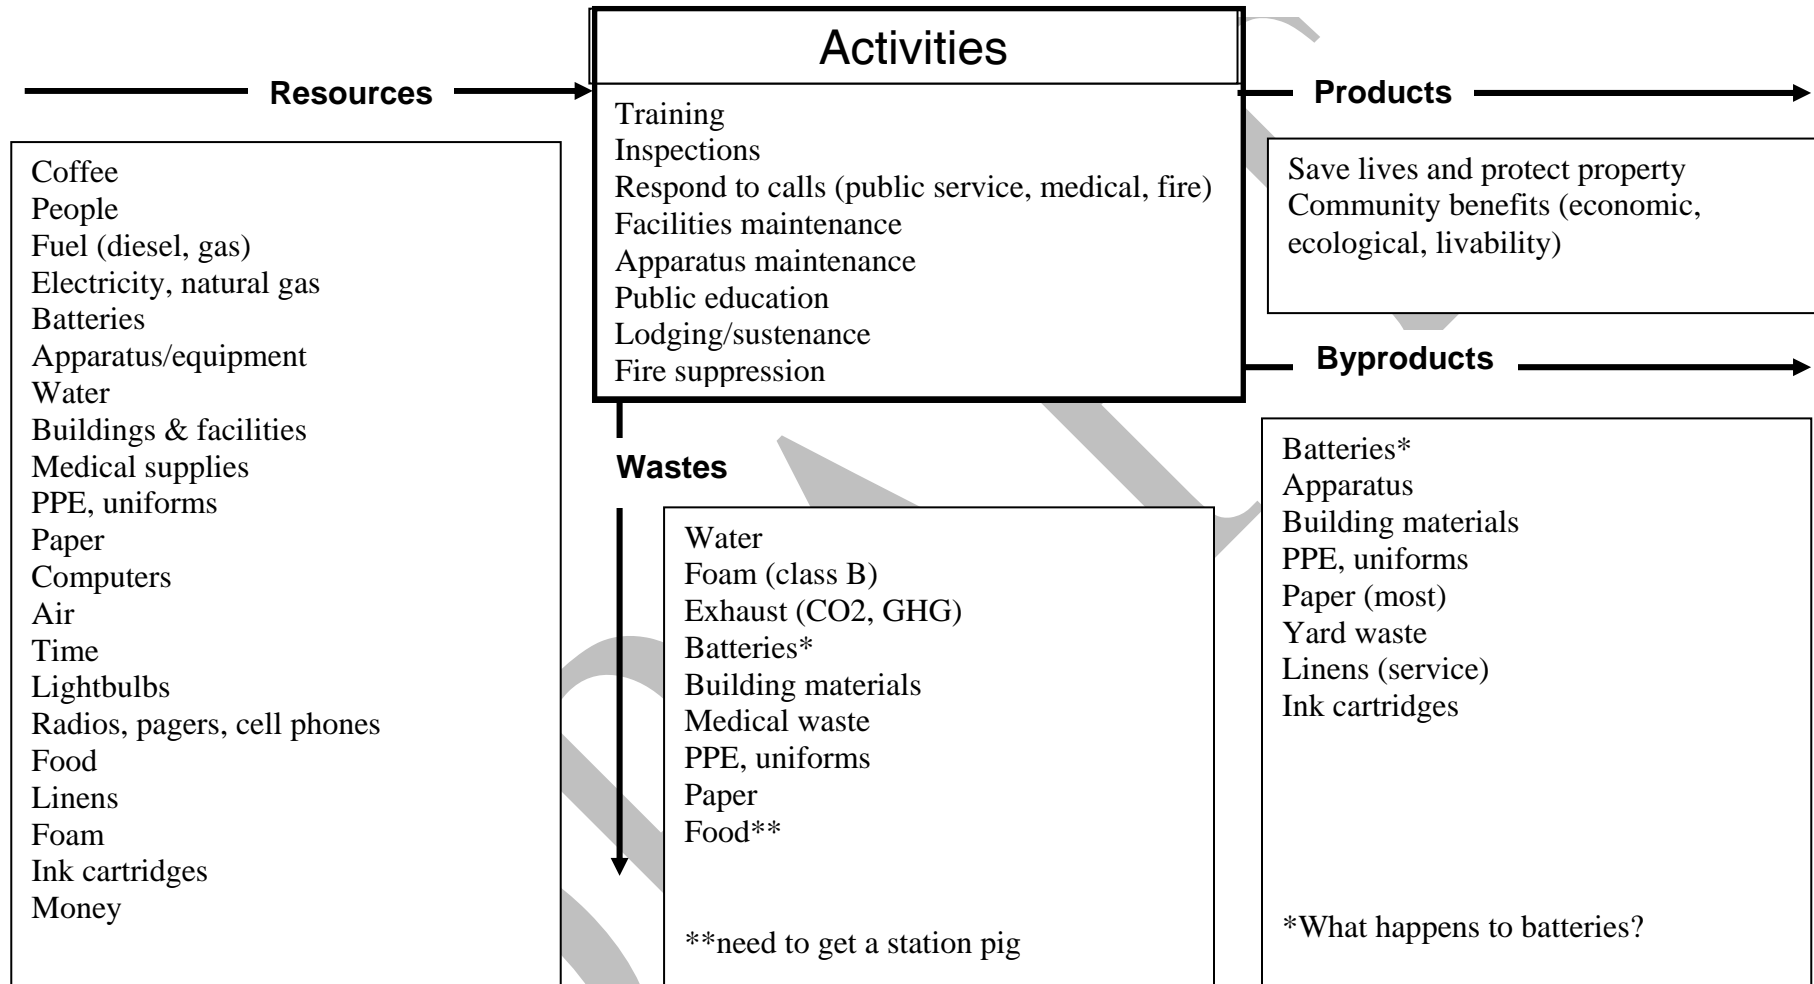 Activities
Resources
Products
Training
Inspections
Respond to calls (public service, medical, fire)
Facilities maintenance
Apparatus maintenance
Public education
Lodging/sustenance
Fire suppression
Coffee
People
Fuel (diesel, gas)
Electricity, natural gas
Batteries
Apparatus/equipment
Water
Buildings & facilities
Medical supplies
PPE, uniforms
Paper
Computers
Air
Time
Lightbulbs
Radios, pagers, cell phones
Food
Linens
Foam
Ink cartridges
Money
Save lives and protect property
Community benefits (economic,
ecological, livability)
Byproducts
Wastes
Water
Foam (class B)
Exhaust (CO2, GHG)
Batteries*
Building materials
Medical waste
PPE, uniforms
Paper
Food**
**need to get a station pig
Batteries*
Apparatus
Building materials
PPE, uniforms
Paper (most)
Yard waste
Linens (service)
Ink cartridges
*What happens to batteries?